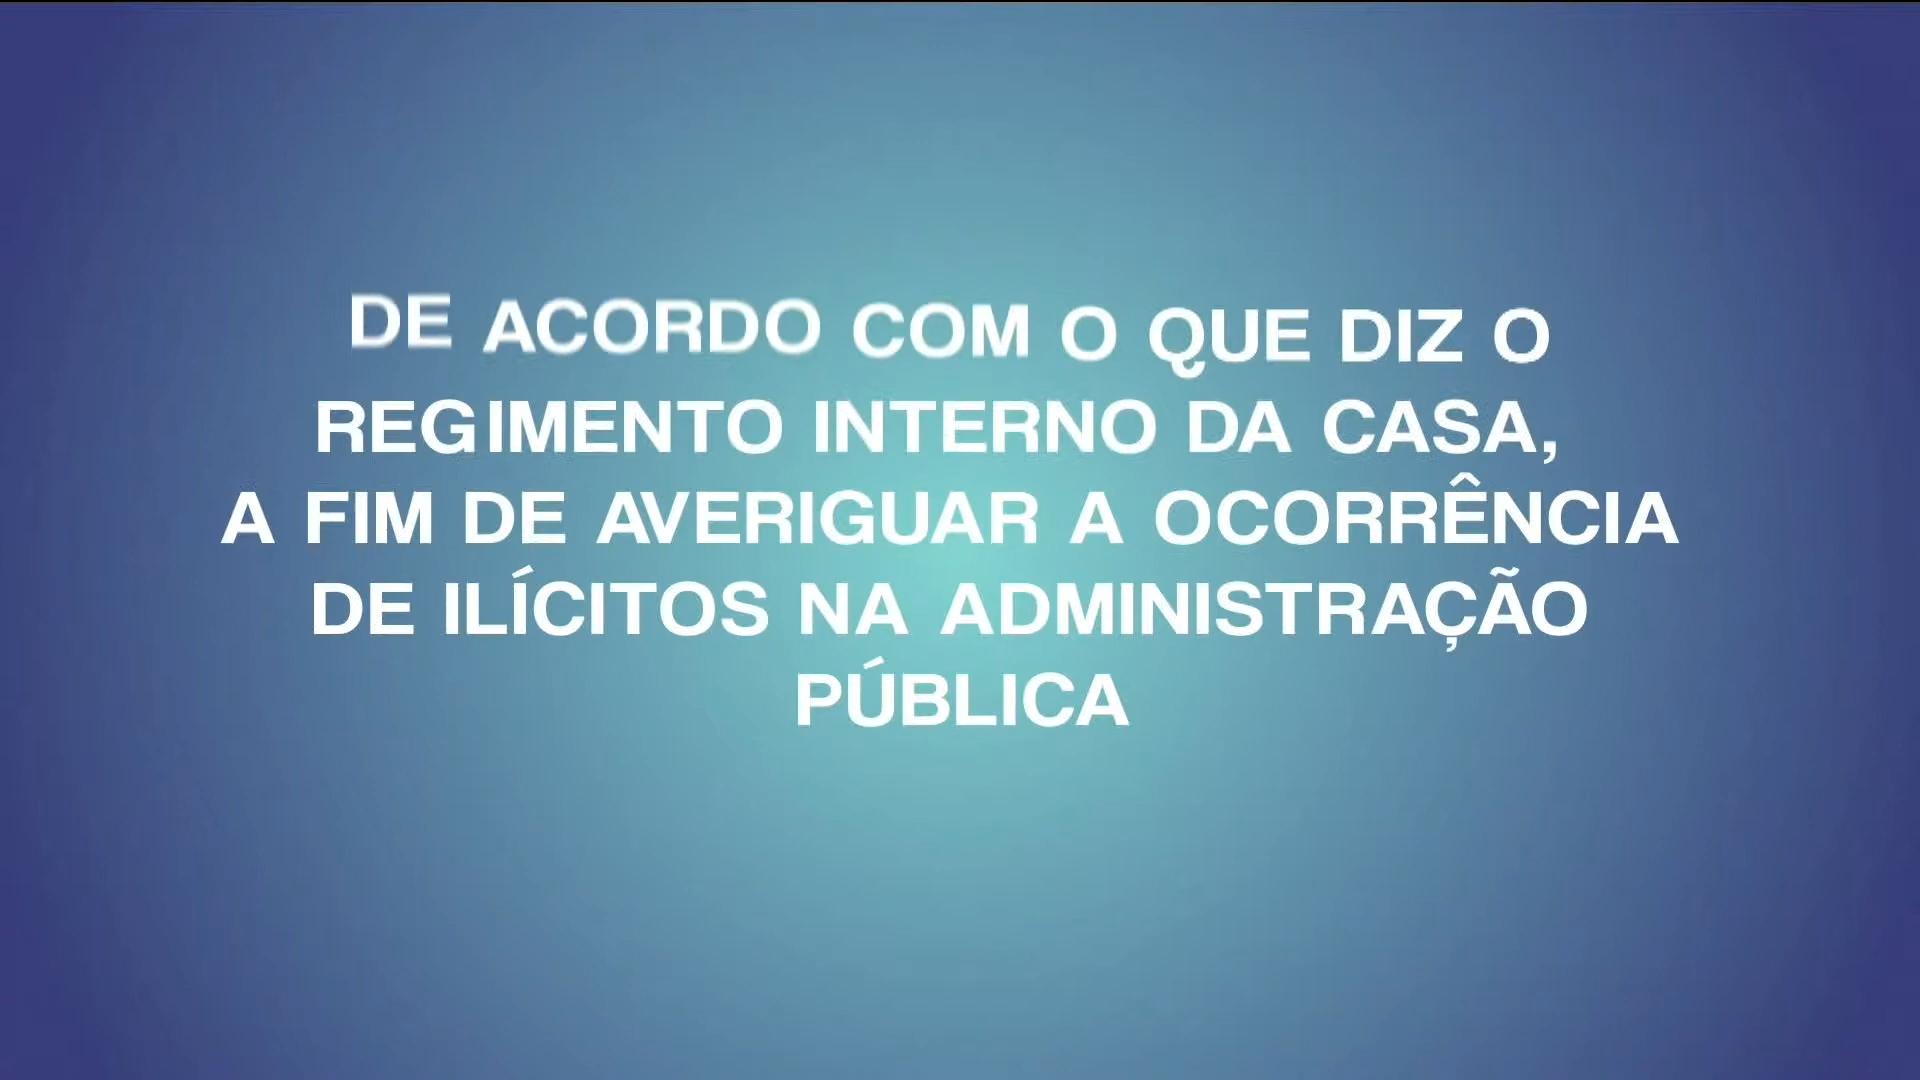 DE ACORDO COM O QUE DIZ O
REGIMENTO INTERNO DA CASA,
A FIM DE AVERIGUAR A OCORRÊNCIA
DE ILÍCITOS NA ADMINISTRAÇÃO
PÚBLICA